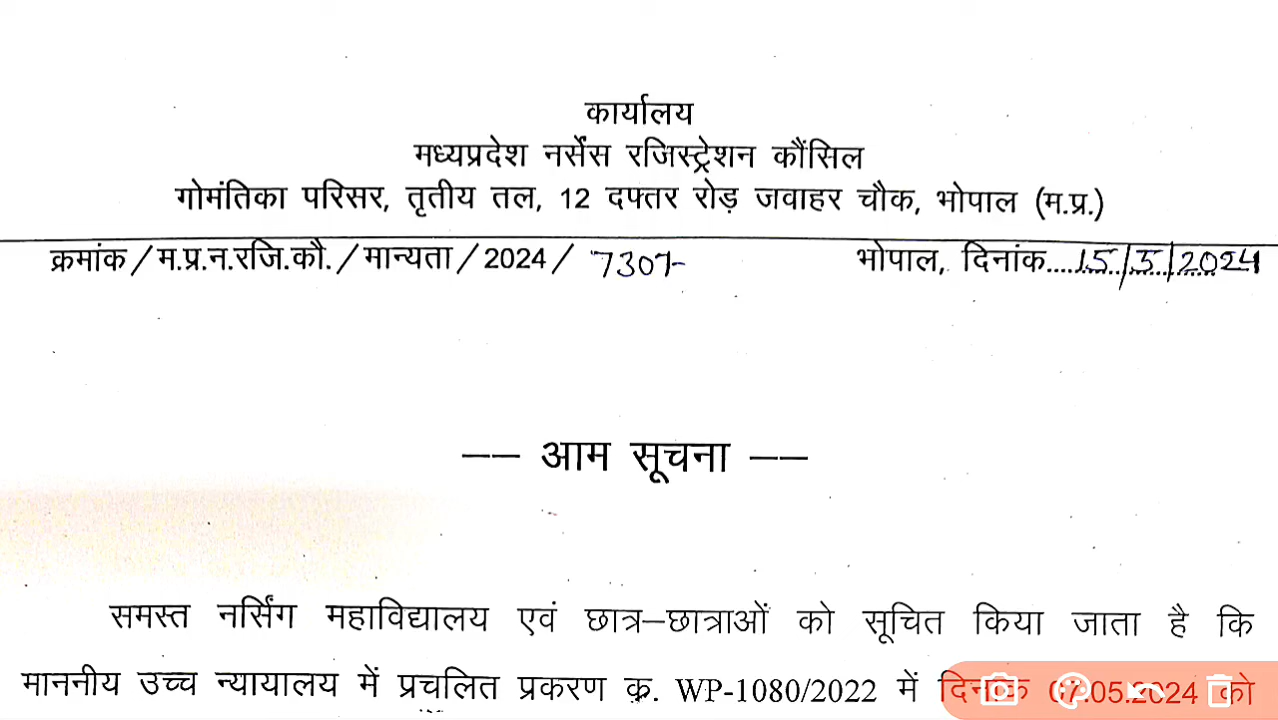 कार्यालय
मध्यप्रदेश नर्सेस रजिस्ट्रेशन कौंसिल
गोमंतिका परिसर, तृतीय तल, 12 दफ्तर रोड़ जवाहर चौक, भोपाल (म.प्र.)
क्रमांक/म.प्र.न.रजि.कौ./मान्यता/2024/ 7307 भोपाल, दिनांक....15/5/2024
—— आम सूचना ——
समस्त नर्सिंग महाविद्यालय एवं छात्र–छात्राओं को सूचित किया जाता है कि
माननीय उच्च न्यायालय में प्रचलित प्रकरण क्र. WP-1080/2022 में दिनांक 07.05.2024 को